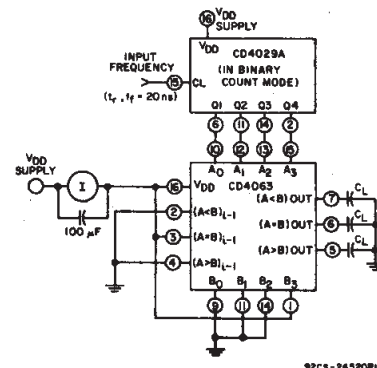 16 VDD SUPPLY
VDD
CD4029A
(IN BINARY COUNT MODE)
INPUT FREQUENCY
15 CL
(tr, tf = 20 ns)
Q1 Q2 Q3 Q4
6 11 14 2
10 12 13 15
A0 A1 A2 A3
VDD SUPPLY
I
100 μF
16 VDD
CD4063
2 (A<B)i-1
3 (A=B)i-1
4 (A>B)i-1
(A<B)OUT 7 CL
(A=B)OUT 6 CL
(A>B)OUT 5 CL
B0 B1 B2 B3
9 11 14 1
92CS-24520R1